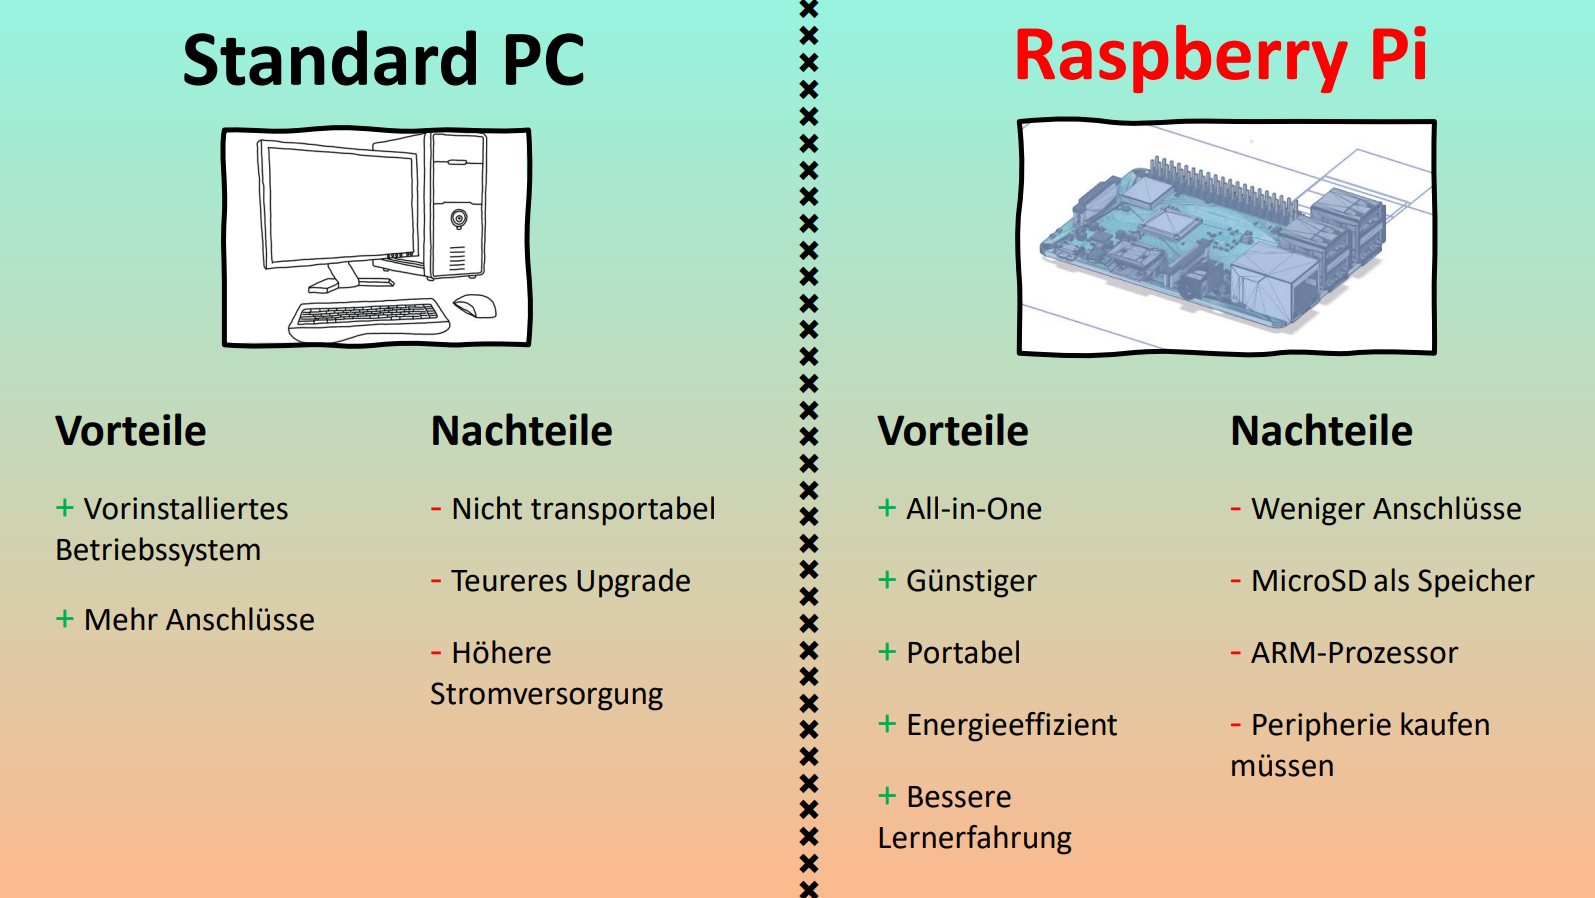 Standard PC
Vorteile
+ Vorinstalliertes
Betriebssystem
+ Mehr Anschlüsse
Nachteile
- Nicht transportabel
- Teureres Upgrade
- Höhere
Stromversorgung
Raspberry Pi
Vorteile
+ All-in-One
+ Günstiger
+ Portabel
+ Energieeffizient
+ Bessere
Lernerfahrung
Nachteile
- Weniger Anschlüsse
- MicroSD als Speicher
- ARM-Prozessor
- Peripherie kaufen
müssen